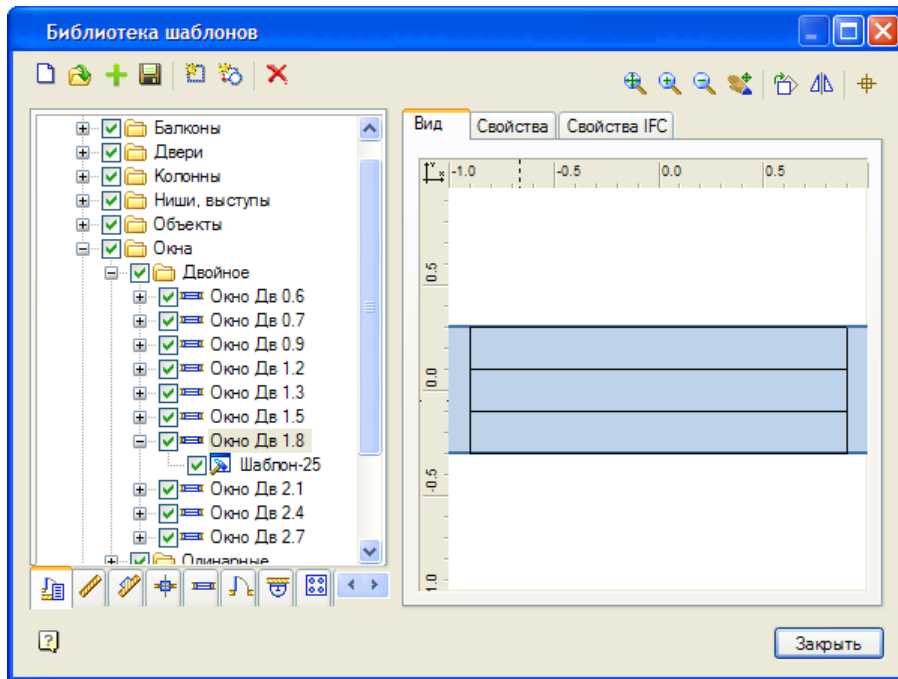 Библиотека шаблонов
Вид
Свойства
Свойства IFC
Балконы
Двери
Колонны
Ниши, выступы
Объекты
Окна
Двойное
Окно Дв 0.6
Окно Дв 0.7
Окно Дв 0.9
Окно Дв 1.2
Окно Дв 1.3
Окно Дв 1.5
Окно Дв 1.8
Шаблон-25
Окно Дв 2.1
Окно Дв 2.4
Окно Дв 2.7
Одинарные
Y x -1.0 -0.5 0.0 0.5
0.5
0.0
-0.5
1.0
?
Закрыть